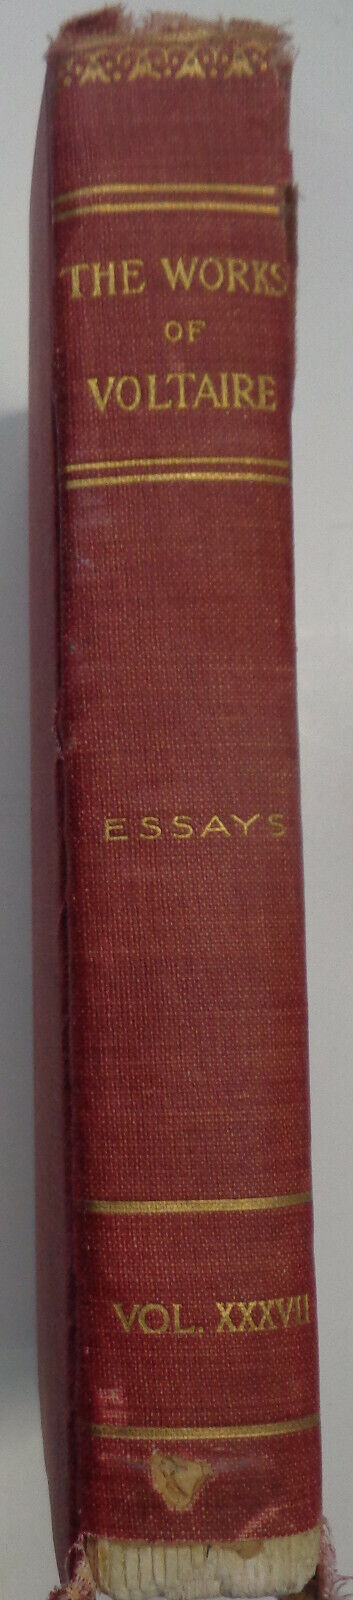 THE WORKS
OF
VOLTAIRE
ESSAYS
VOL. XXXVII